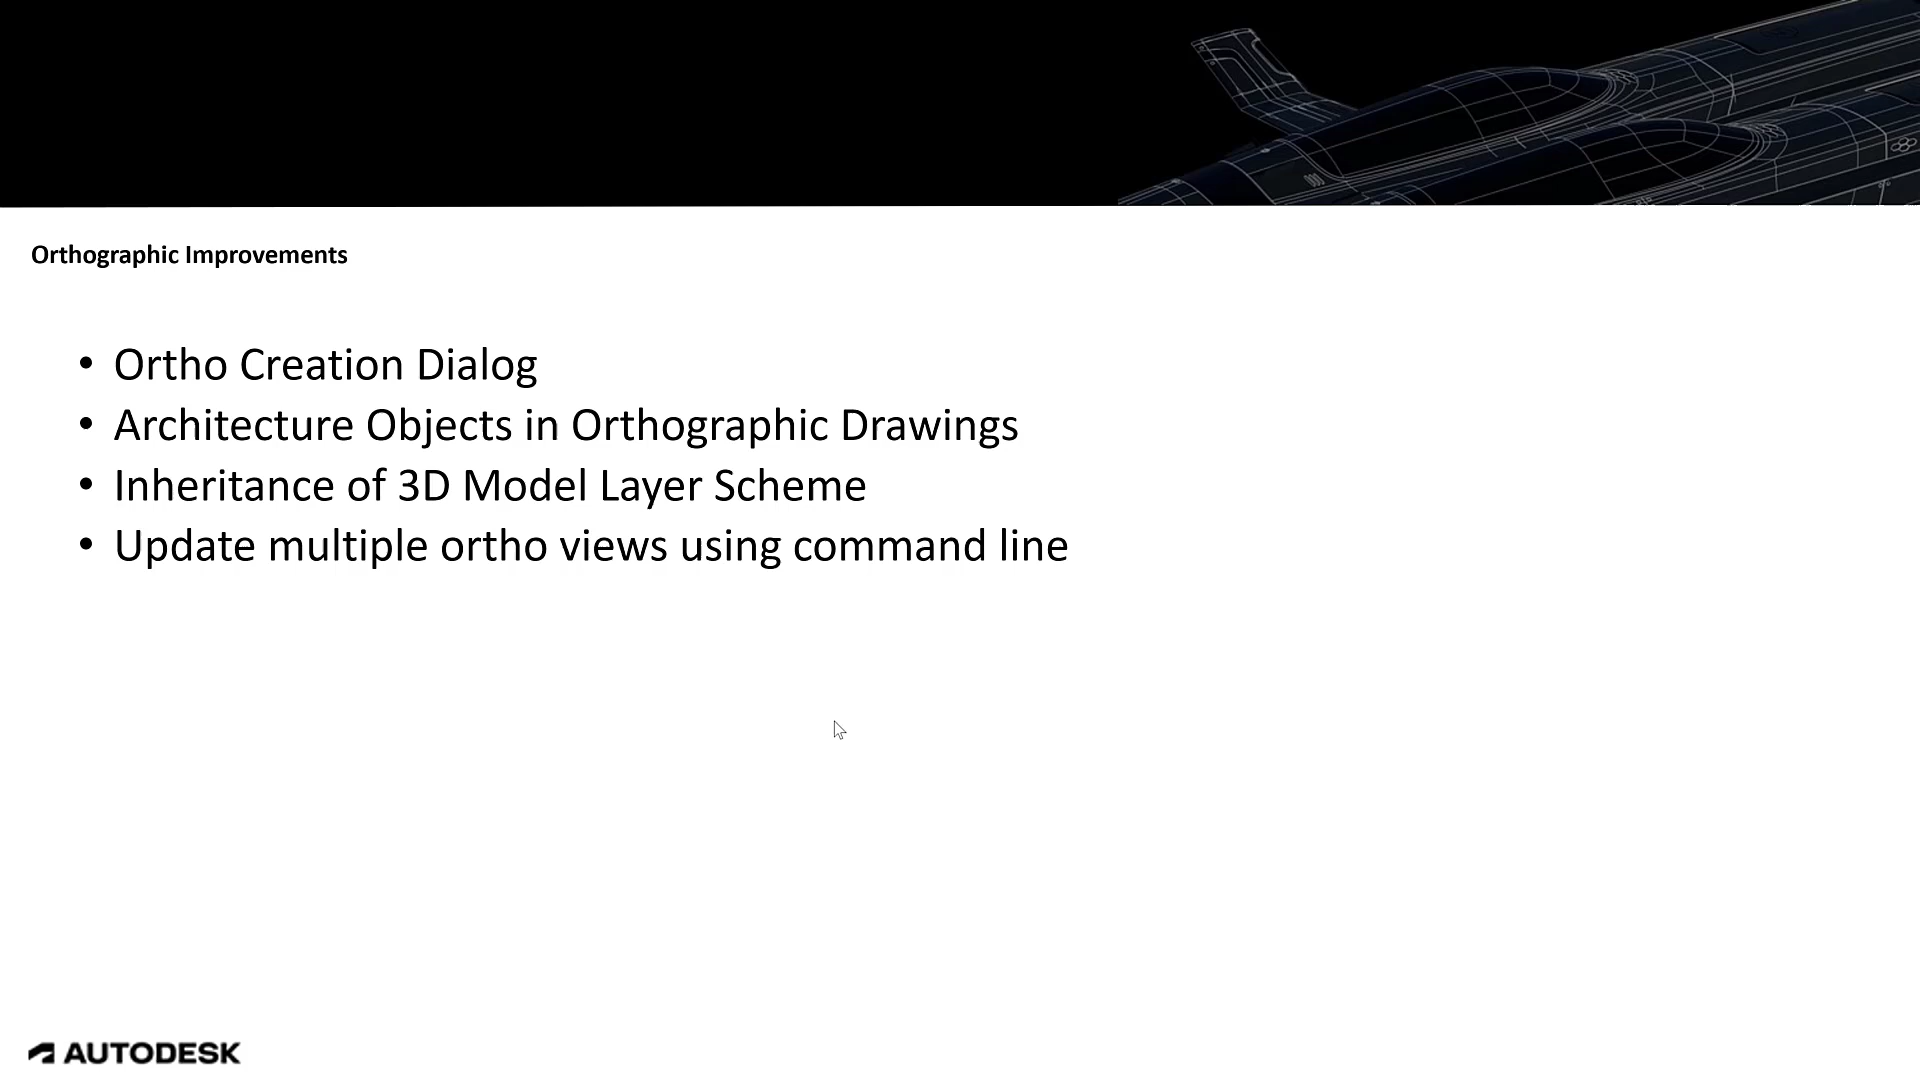 Orthographic Improvements
• Ortho Creation Dialog
• Architecture Objects in Orthographic Drawings
• Inheritance of 3D Model Layer Scheme
• Update multiple ortho views using command line
AUTODESK